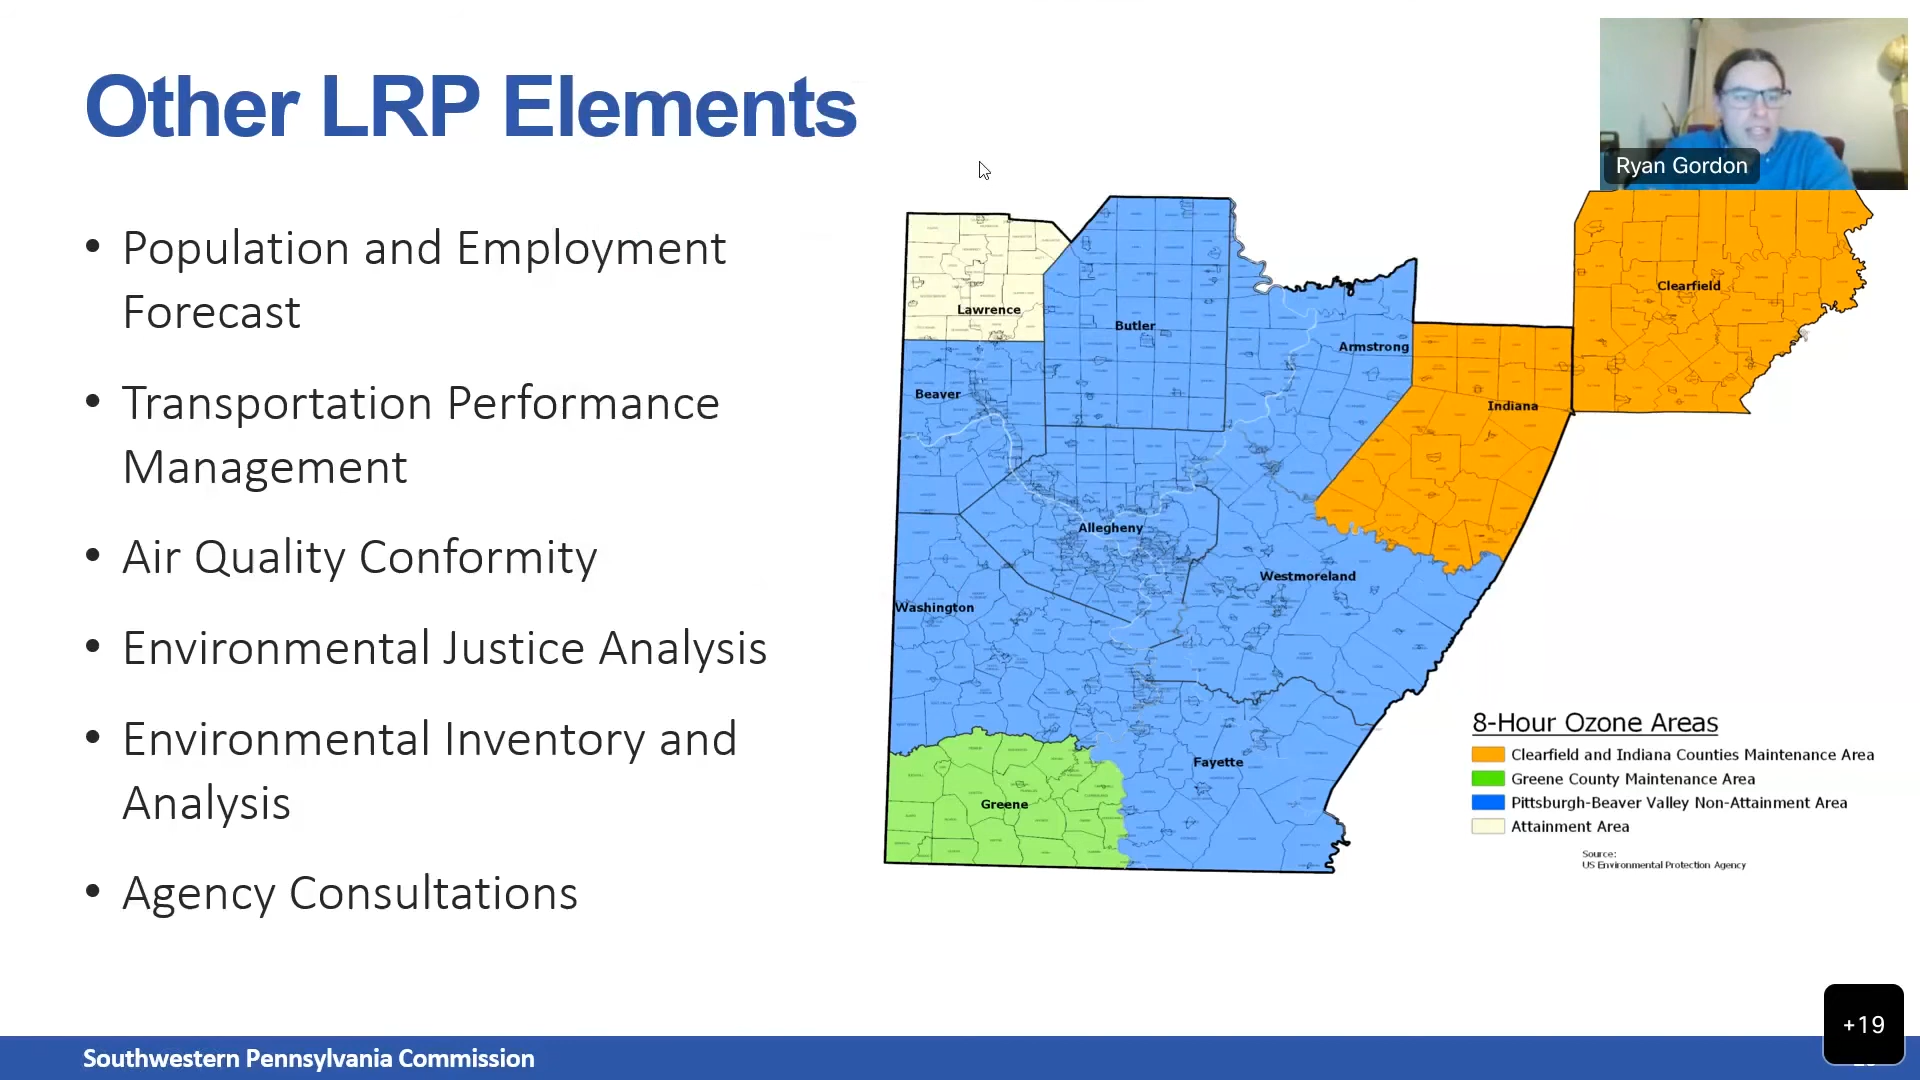 Other LRP Elements
Ryan Gordon
• Population and Employment
Forecast
• Transportation Performance
Management
• Air Quality Conformity
• Environmental Justice Analysis
• Environmental Inventory and
Analysis
• Agency Consultations
Clearfield
Lawrence
Butler
Armstrong
Beaver
Indiana
Allegheny
Westmoreland
Washington
Fayette
Greene
8-Hour Ozone Areas
Clearfield and Indiana Counties Maintenance Area
Greene County Maintenance Area
Pittsburgh-Beaver Valley Non-Attainment Area
Attainment Area
Source:
US Environmental Protection Agency
+19
Southwestern Pennsylvania Commission